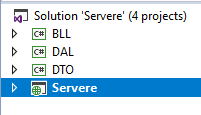 Solution 'Servere' (4 projects)
C# BLL
C# DAL
C# DTO
Servere